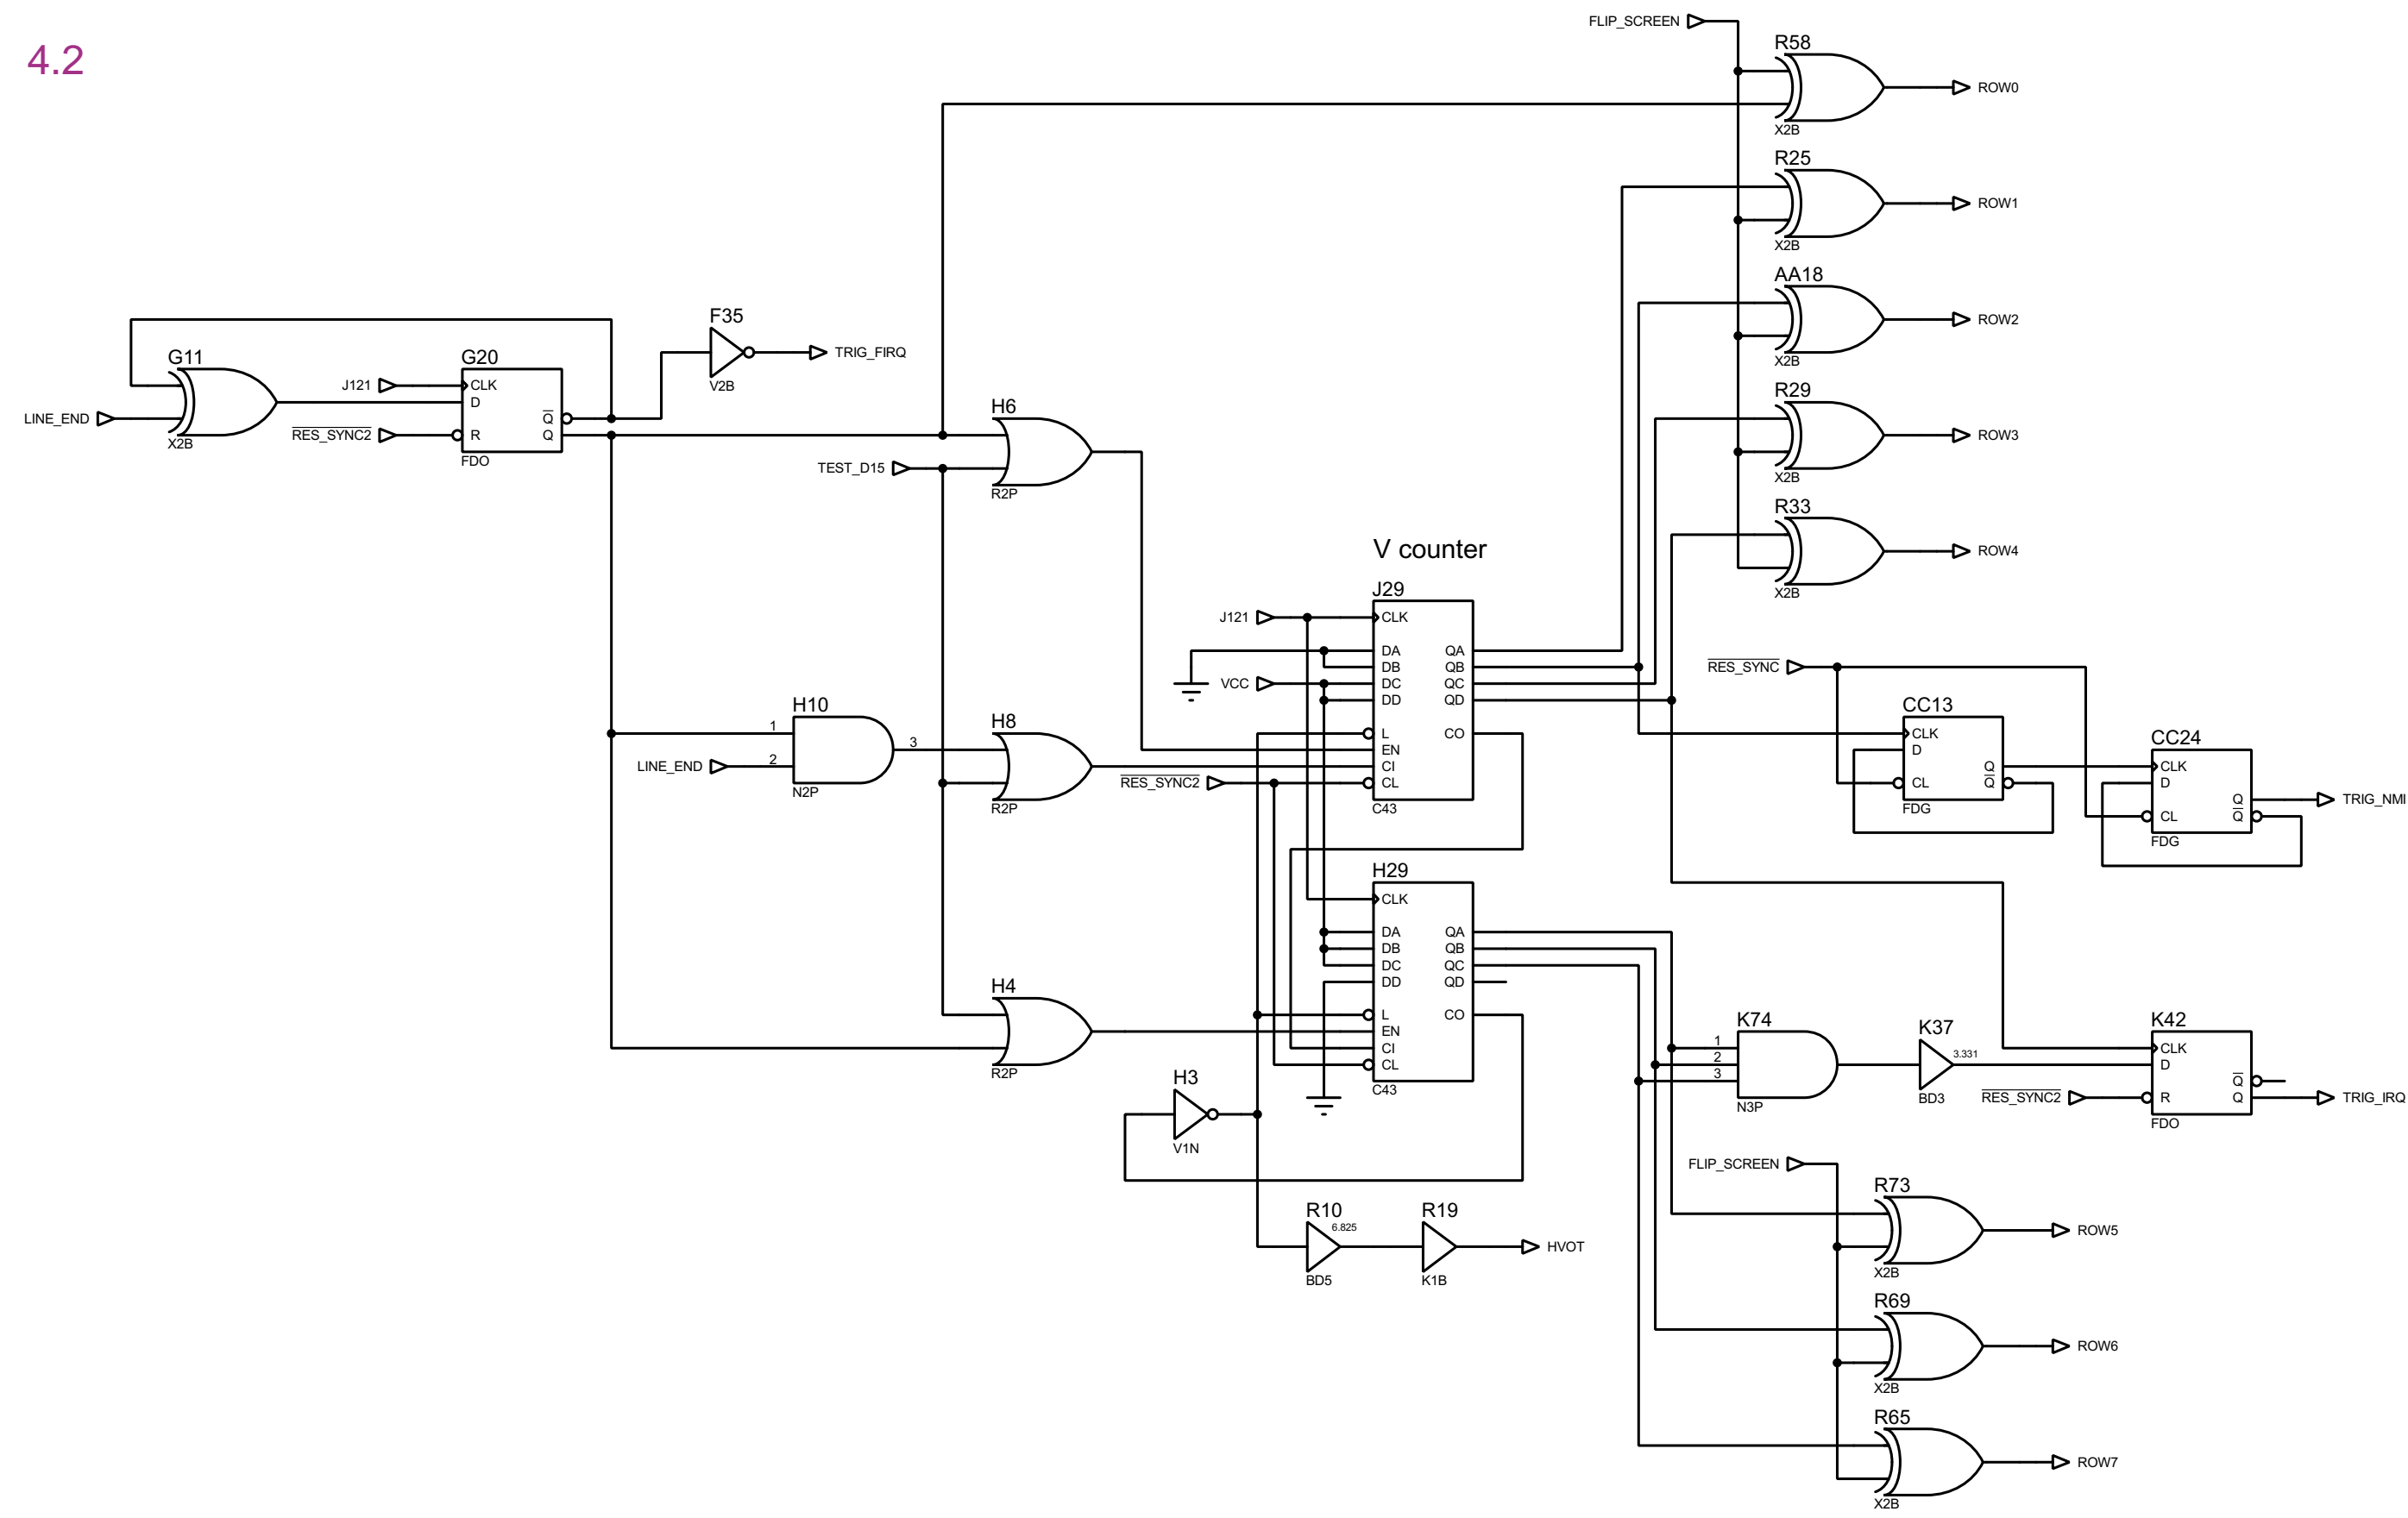 4.2
FLIP_SCREEN
R58
X2B
ROW0
R25
X2B
ROW1
AA18
X2B
ROW2
R29
X2B
ROW3
R33
X2B
ROW4
G11
X2B
LINE_END
J121
RES_SYNC2
G20
CLK
D
R
Q
Q
FDO
F35
V2B
TRIG_FIRQ
H6
R2P
TEST_D15
H10
1
2
3
N2P
LINE_END
H8
R2P
H4
R2P
V counter
J29
J121
CLK
DA QA
DB QB
VCC
DC QC
DD QD
L CO
EN
CI
RES_SYNC2
CL
C43
H29
CLK
DA QA
DB QB
DC QC
DD QD
L CO
EN
CI
CL
C43
H3
V1N
R10
6.825
BD5
R19
K1B
HVOT
RES_SYNC
CC13
CLK
D
Q
CL Q
FDG
CC24
CLK
D
Q
CL Q
FDG
TRIG_NMI
K74
1
2
3
N3P
K37
3.331
BD3
K42
CLK
D
Q
RES_SYNC2
R Q
FDO
TRIG_IRQ
FLIP_SCREEN
R73
X2B
ROW5
R69
X2B
ROW6
R65
X2B
ROW7